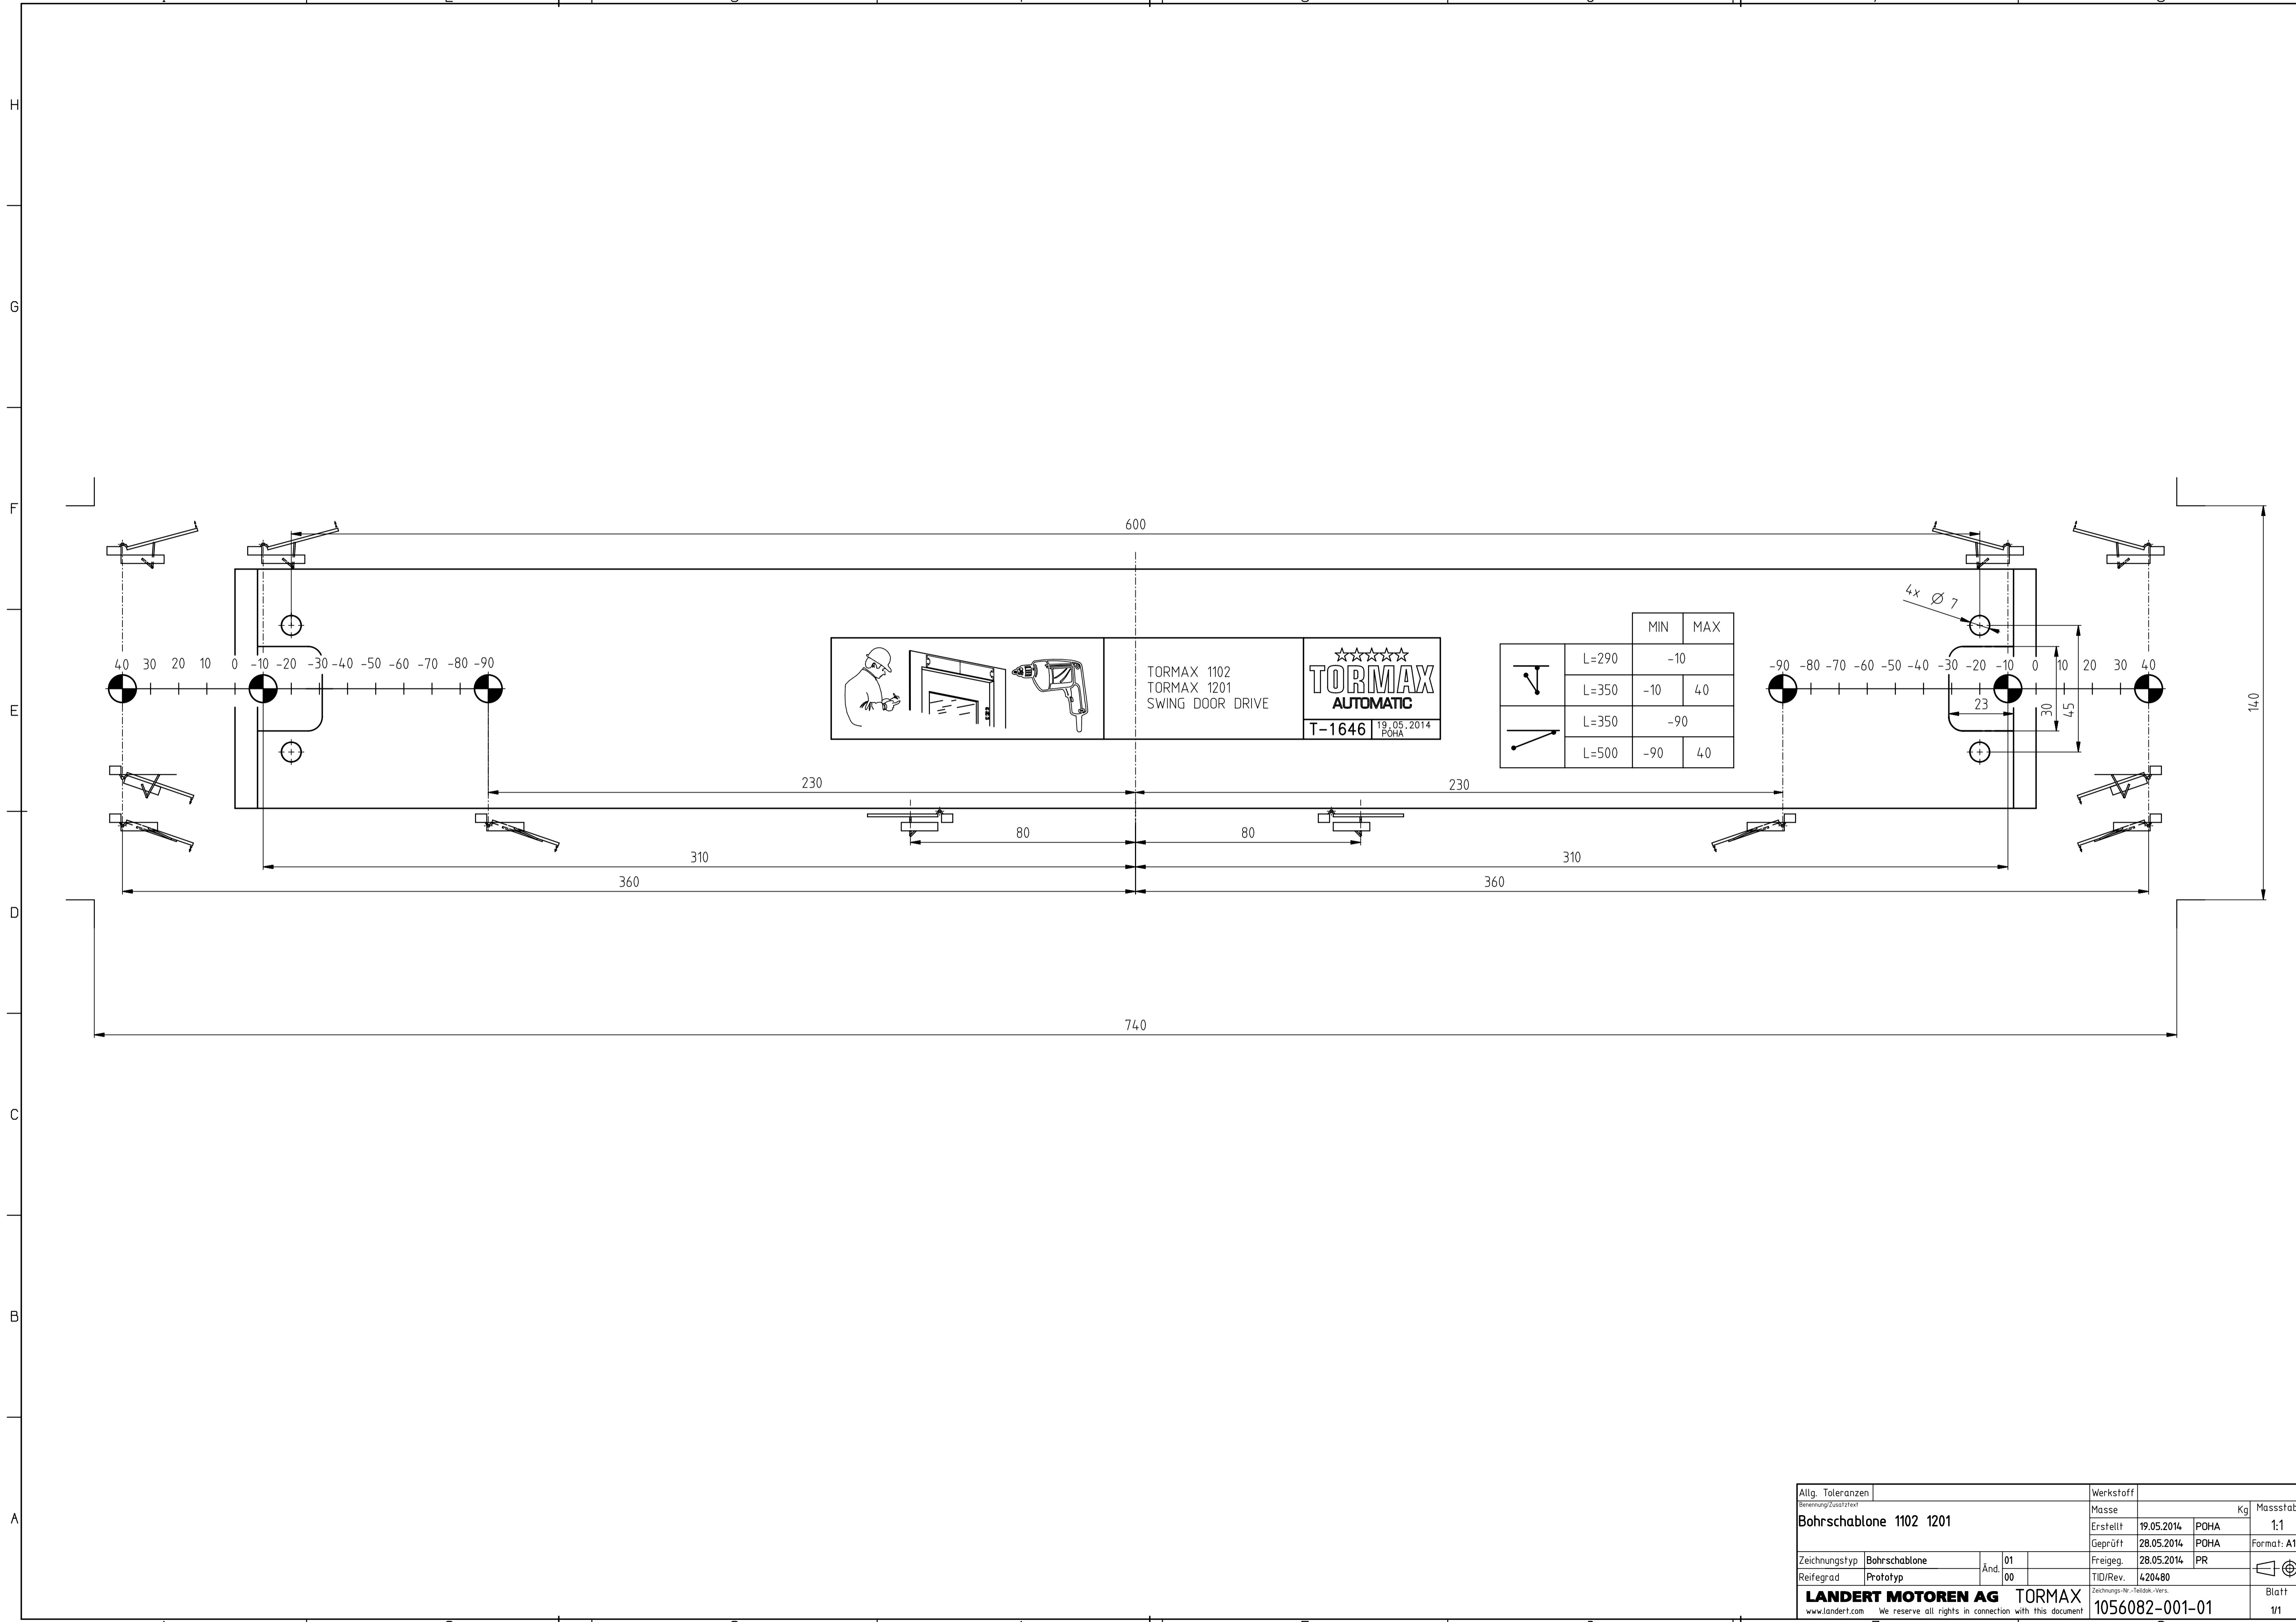 H
G
F
E
D
C
B
A
600
4x Ø 7
40 30 20 10 0 -10 -20 -30 -40 -50 -60 -70 -80 -90
-90 -80 -70 -60 -50 -40 -30 -20 -10 0 10 20 30 40
TORMAX 1102
TORMAX 1201
SWING DOOR DRIVE
TORMAX
AUTOMATIC
T-1646
19.05.2014
POHA
MIN MAX
L=290 -10
L=350 -10 40
L=350 -90
L=500 -90 40
23
30
45
140
230
230
80
80
310
310
360
360
740
Allg. Toleranzen
Benennung/Zusatztext
Bohrschablone 1102 1201
Zeichnungstyp Bohrschablone
Reifegrad Prototyp
Änd.
01
00
LANDERT MOTOREN AG TORMAX
www.landert.com We reserve all rights in connection with this document
Werkstoff
Masse Kg
Erstellt 19.05.2014 POHA
Geprüft 28.05.2014 POHA
Freigeg. 28.05.2014 PR
TID/Rev. 420480
Zeichnungs-Nr.-Teildok.-Vers.
1056082-001-01
Massstab
1:1
Format: A1
Blatt
1/1